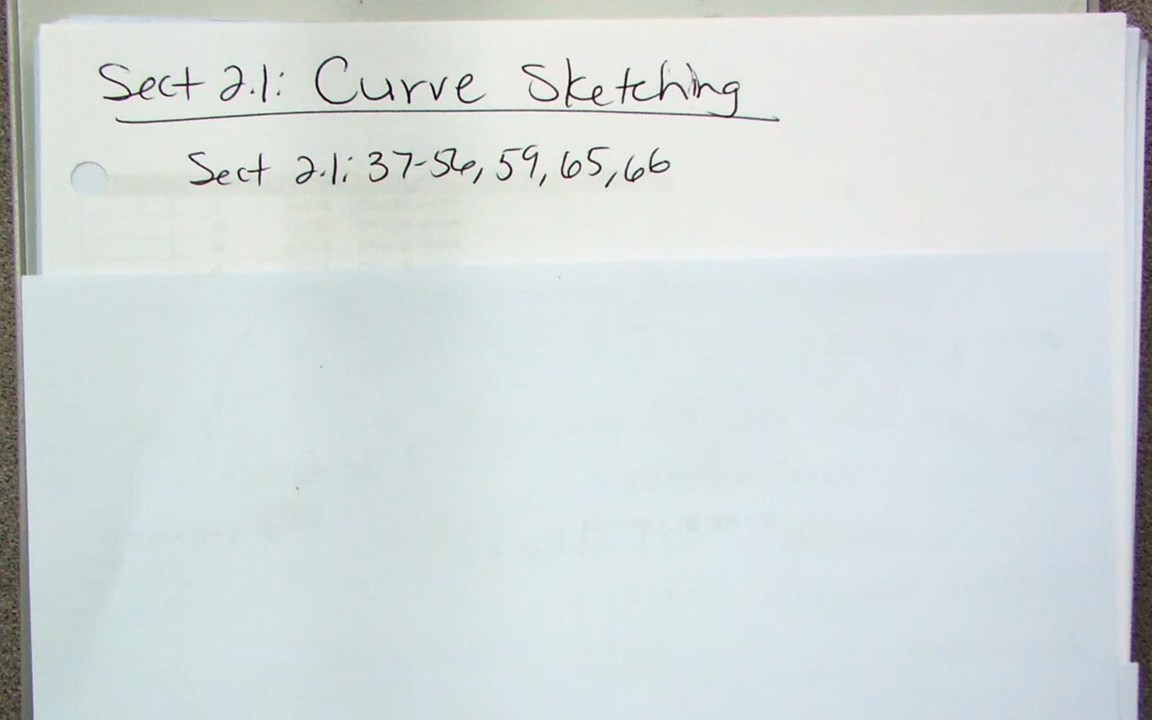 Sect 2.1: Curve Sketching
Sect 2.1: 37-56, 59, 65, 66